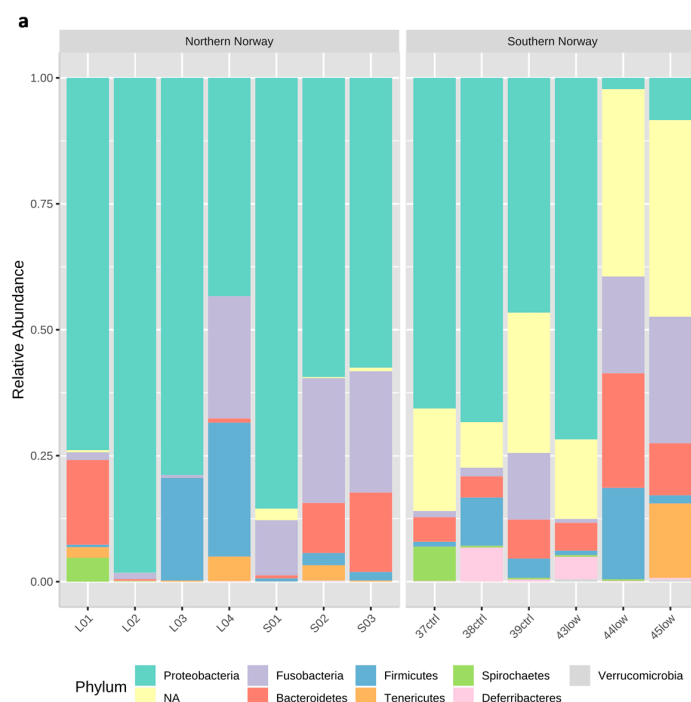 a
Northern Norway Southern Norway
1.00
0.75
0.50
0.25
0.00
Relative Abundance
L01 L02 L03 L04 S01 S02 S03 37ctrl 38ctrl 39ctrl 43low 44low 45low
Phylum
Proteobacteria Fusobacteria Firmicutes Spirochaetes Verrucomicrobia
NA Bacteroidetes Tenericutes Deferribacteres